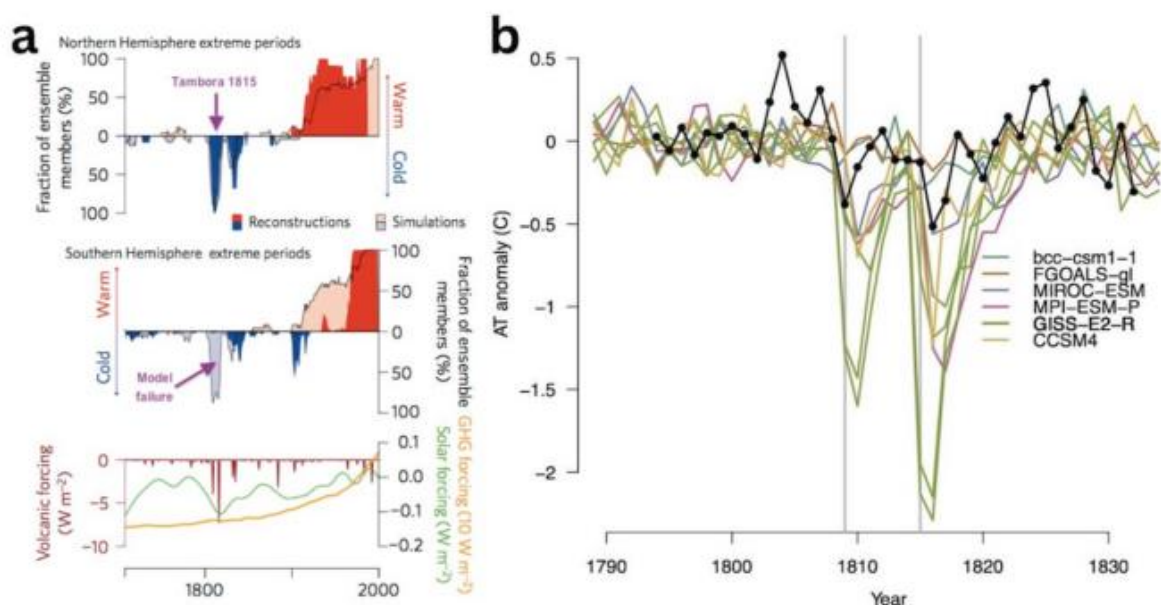 a
Northern Hemisphere extreme periods
Fraction of ensemble
members (%)
100
50
0
50
100
Tambora 1815
Warm
Cold
Reconstructions
Simulations
Southern Hemisphere extreme periods
Warm
Cold
100
50
0
50
100
Fraction of ensemble
members (%)
Model
failure
Volcanic forcing
(W m−2)
0
−5
−10
0.1
0.0
−0.1
−0.2
Solar forcing (W m−2)
GHG forcing (10 W m−2)
1800
2000
b
AT anomaly (C)
0.5
0
−0.5
−1
−1.5
−2
bcc−csm1−1
FGOALS−gl
MIROC−ESM
MPI−ESM−P
GISS−E2−R
CCSM4
1790
1800
1810
1820
1830
Year